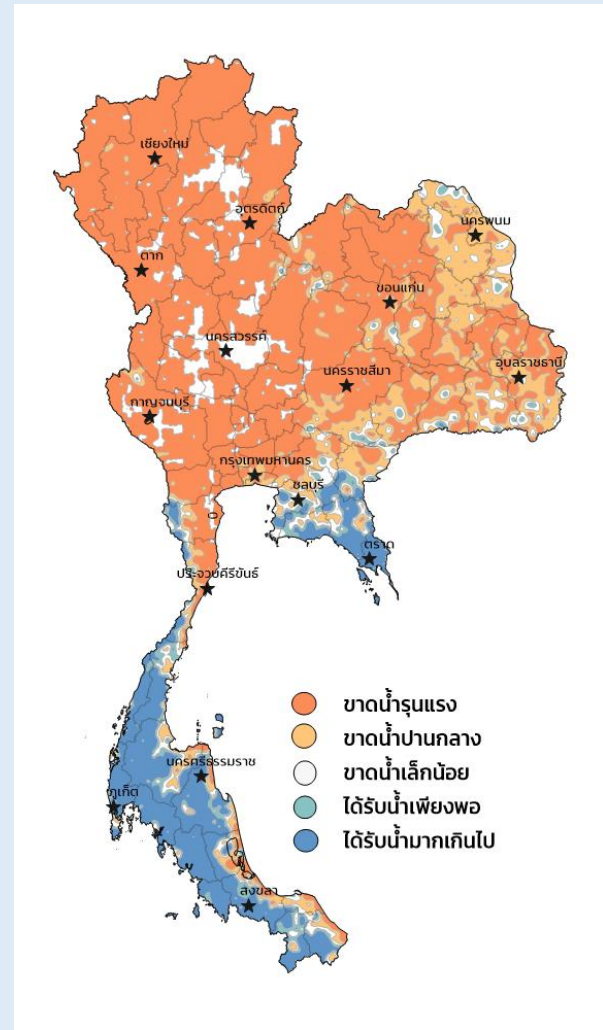 เชียงใหม่
อุตรดิตถ์
นครพนม
ตาก
ขอนแก่น
นครสวรรค์
อุบลราชธานี
นครราชสีมา
กาญจนบุรี
กรุงเทพมหานคร
ชลบุรี
ตราด
ประจวบคีรีขันธ์
ขาดน้ำรุนแรง
ขาดน้ำปานกลาง
นครศรีธรรมราช
ขาดน้ำเล็กน้อย
ภูเก็ต
ได้รับน้ำเพียงพอ
ได้รับน้ำมากเกินไป
สงขลา